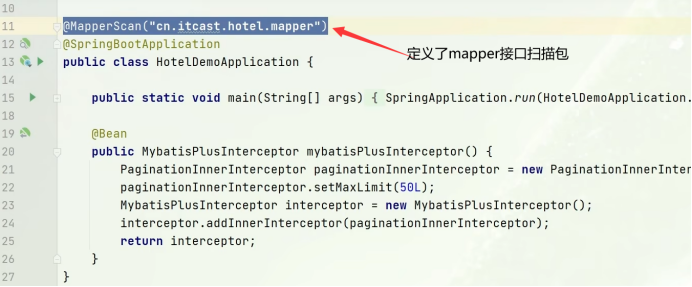 10
11 @MapperScan("cn.itcast.hotel.mapper")
定义了mapper接口扫描包
12 @SpringBootApplication
13 public class HotelDemoApplication {
14
15 public static void main(String[] args) { SpringApplication.run(HotelDemoApplication.
18
19 @Bean
20 public MybatisPlusInterceptor mybatisPlusInterceptor() {
21 PaginationInnerInterceptor paginationInnerInterceptor = new PaginationInnerInte
22 paginationInnerInterceptor.setMaxLimit(50L);
23 MybatisPlusInterceptor interceptor = new MybatisPlusInterceptor();
24 interceptor.addInnerInterceptor(paginationInnerInterceptor);
25 return interceptor;
26 }
27 }